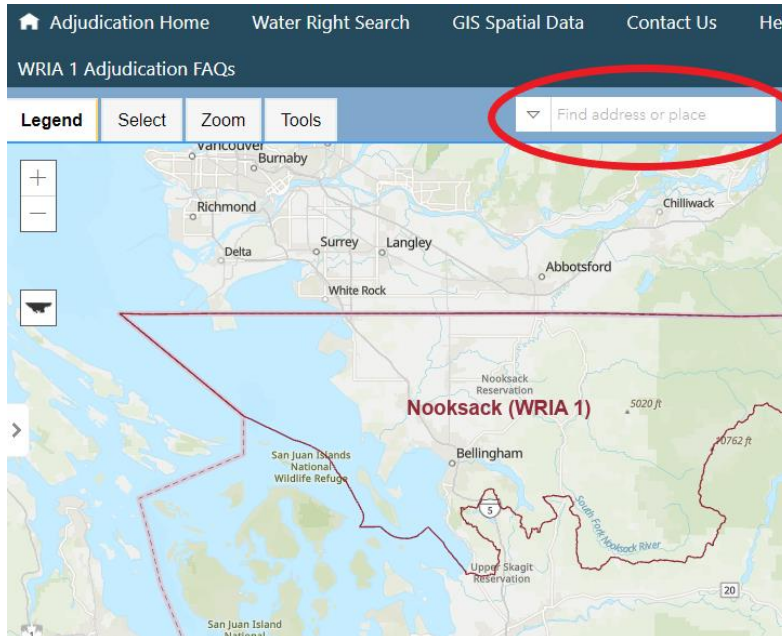 Adjudication Home Water Right Search GIS Spatial Data Contact Us He
WRIA 1 Adjudication FAQs
Legend Select Zoom Tools Find address or place
Vancouver
Burnaby
Richmond
Chilliwack
Surrey Langley
Delta
Abbotsford
White Rock
Nooksack
Reservation
Nooksack (WRIA 1)
5020 ft
10762 ft
San Juan Islands
National
Wildlife Refuge
Bellingham
5
South Fork Nooksack River
Upper Skagit
Reservation
20
San Juan Island
National
1